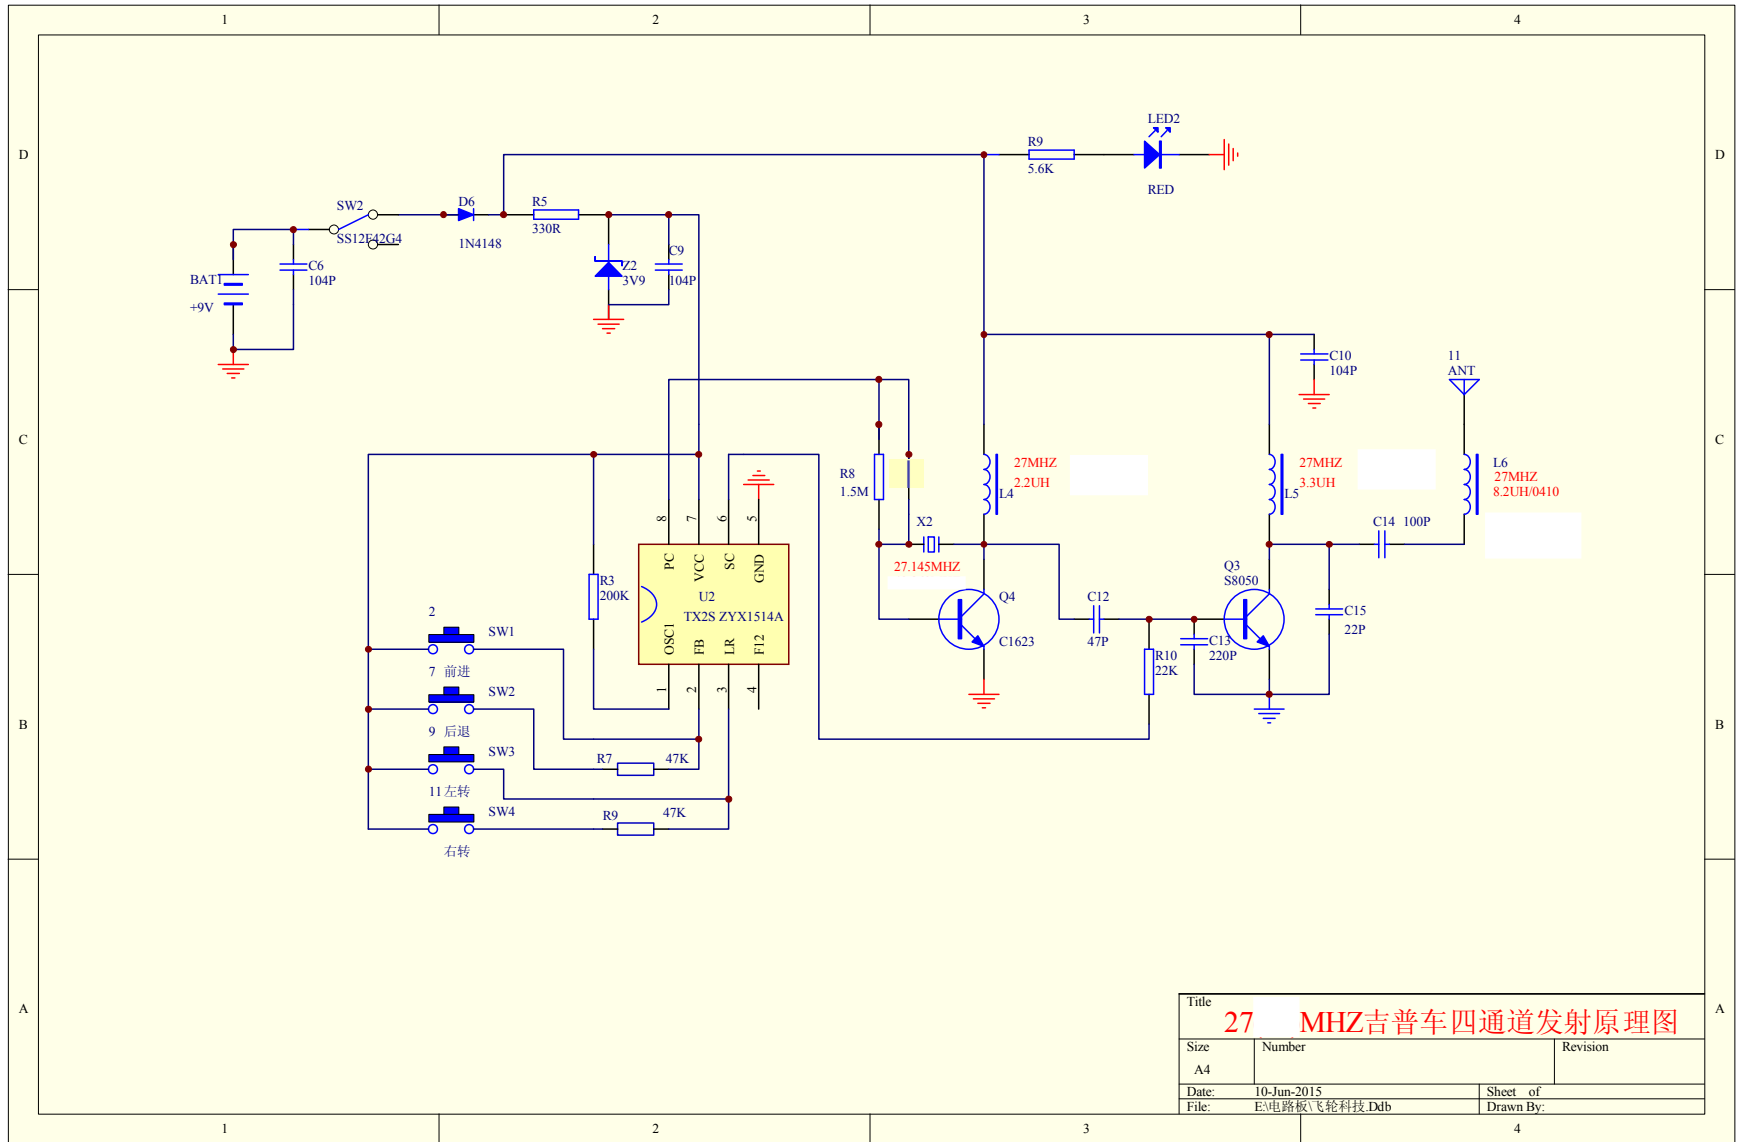 1 2 3 4
D D
LED2
R9
5.6K
RED
SW2
SS12F42G4
D6
1N4148
R5
330R
Z2
3V9
C9
104P
C6
104P
BAT1
+9V
C10
104P
11
ANT
C C
R8
1.5M
27MHZ
2.2UH
L4
27MHZ
3.3UH
L5
L6
27MHZ
8.2UH/0410
C14 100P
X2
27.145MHZ
8 7 6 5
PC VCC SC GND
U2
TX2S ZYX1514A
OSC1 FB LR F12
1 2 3 4
R3
200K
Q4
C1623
C12
47P
Q3
S8050
C13
220P
R10
22K
C15
22P
2
SW1
7 前进
SW2
9 后退
SW3
11 左转
SW4
右转
R7 47K
R9 47K
B B
A A
Title
27 MHZ吉普车四通道发射原理图
Size Number Revision
A4
Date: 10-Jun-2015 Sheet of
File: E:\电路板\飞轮科技.Ddb Drawn By:
1 2 3 4